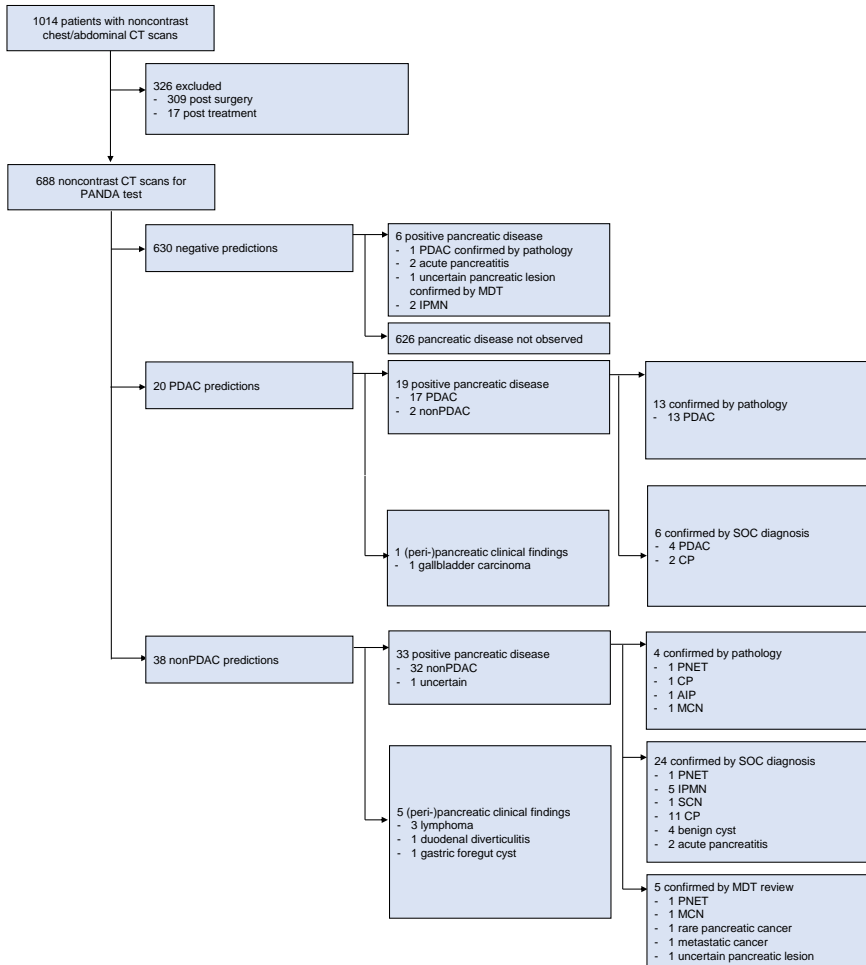 1014 patients with noncontrast
chest/abdominal CT scans
326 excluded
- 309 post surgery
- 17 post treatment
688 noncontrast CT scans for
PANDA test
630 negative predictions
6 positive pancreatic disease
- 1 PDAC confirmed by pathology
- 2 acute pancreatitis
- 1 uncertain pancreatic lesion
confirmed by MDT
- 2 IPMN
626 pancreatic disease not observed
20 PDAC predictions
19 positive pancreatic disease
- 17 PDAC
- 2 nonPDAC
13 confirmed by pathology
- 13 PDAC
1 (peri-)pancreatic clinical findings
- 1 gallbladder carcinoma
6 confirmed by SOC diagnosis
- 4 PDAC
- 2 CP
38 nonPDAC predictions
33 positive pancreatic disease
- 32 nonPDAC
- 1 uncertain
4 confirmed by pathology
- 1 PNET
- 1 CP
- 1 AIP
- 1 MCN
5 (peri-)pancreatic clinical findings
- 3 lymphoma
- 1 duodenal diverticulitis
- 1 gastric foregut cyst
24 confirmed by SOC diagnosis
- 1 PNET
- 5 IPMN
- 1 SCN
- 11 CP
- 4 benign cyst
- 2 acute pancreatitis
5 confirmed by MDT review
- 1 PNET
- 1 MCN
- 1 rare pancreatic cancer
- 1 metastatic cancer
- 1 uncertain pancreatic lesion